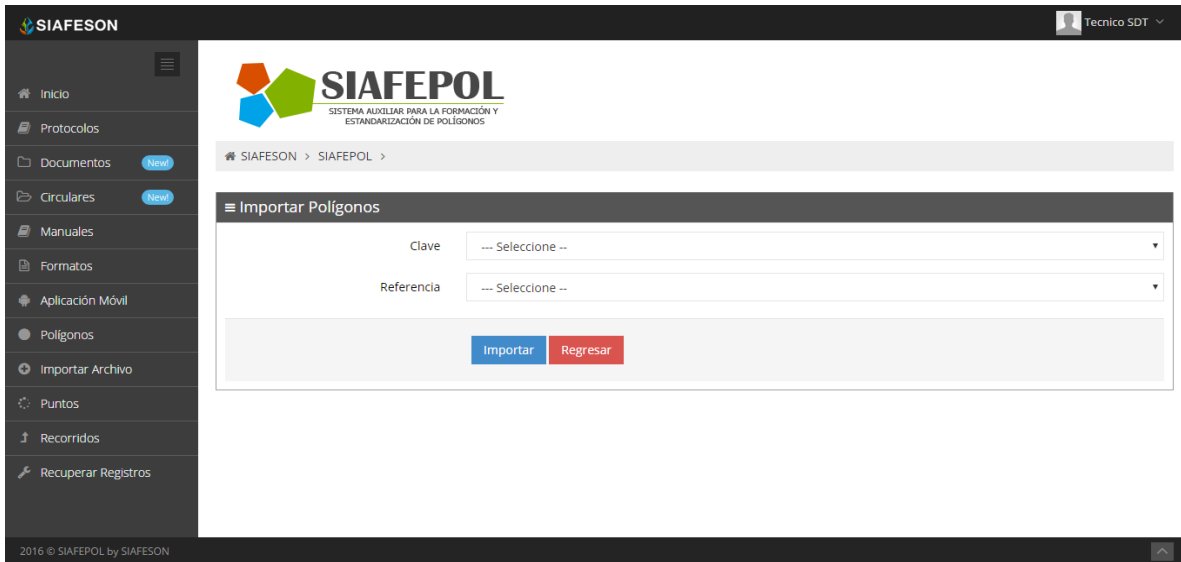 SIAFESON
Tecnico SDT
Inicio
Protocolos
Documentos New!
Circulares New!
Manuales
Formatos
Aplicación Móvil
Polígonos
Importar Archivo
Puntos
Recorridos
Recuperar Registros
SIAFEPOL
SISTEMA AUXILIAR PARA LA FORMACIÓN Y
ESTANDARIZACIÓN DE POLÍGONOS
SIAFESON > SIAFEPOL >
Importar Polígonos
Clave --- Seleccione --
Referencia --- Seleccione --
Importar Regresar
2016 © SIAFEPOL by SIAFESON